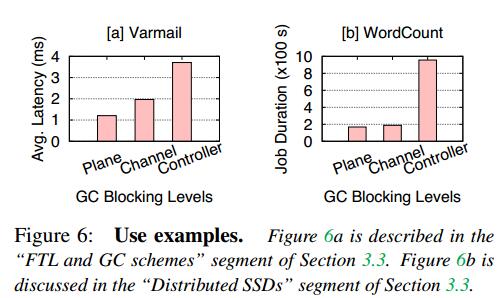 [a] Varmail
Avg. Latency (ms)
4
3
2
1
0
Plane
Channel
Controller
GC Blocking Levels
[b] WordCount
Job Duration (x100 s)
10
8
6
4
2
0
Plane
Channel
Controller
GC Blocking Levels
Figure 6: Use examples. Figure 6a is described in the
“FTL and GC schemes” segment of Section 3.3. Figure 6b is
discussed in the “Distributed SSDs” segment of Section 3.3.